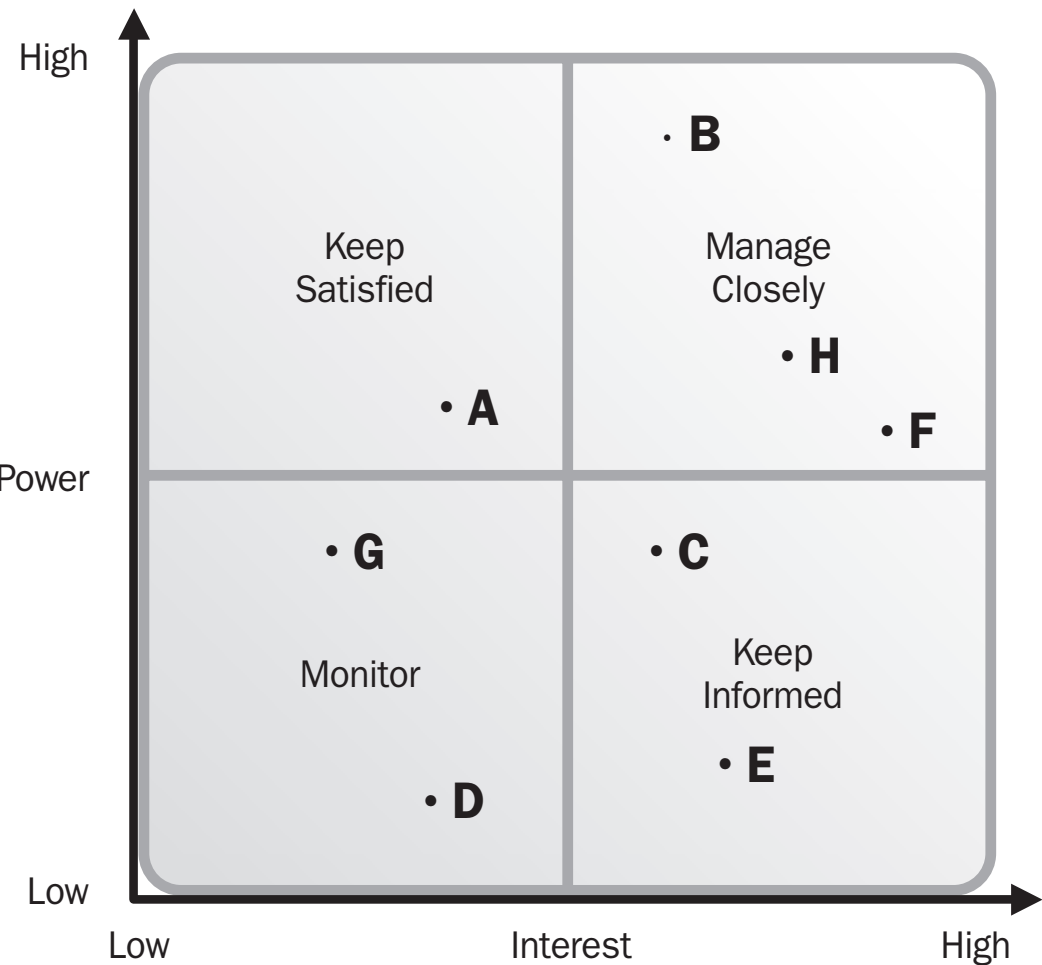 High
B
Keep
Satisfied
Manage
Closely
H
A
F
Power
G
C
Keep
Informed
Monitor
E
D
Low
Low
Interest
High